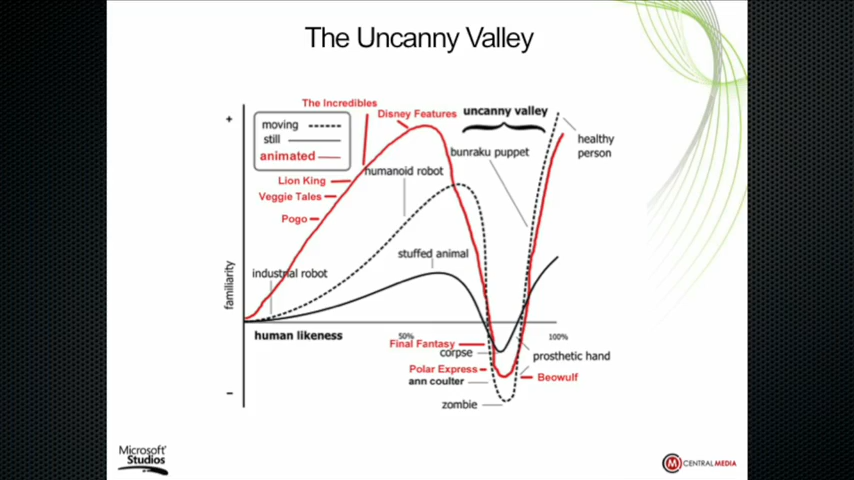 The Uncanny Valley
The Incredibles
Disney Features
uncanny valley
+
moving
still
animated
healthy
person
bunraku puppet
humanoid robot
Lion King
Veggie Tales
Pogo
stuffed animal
industrial robot
familiarity
human likeness
50%
100%
Final Fantasy
corpse
prosthetic hand
Polar Express
Beowulf
ann coulter
−
zombie
Microsoft
Studios
M CENTRAL MEDIA